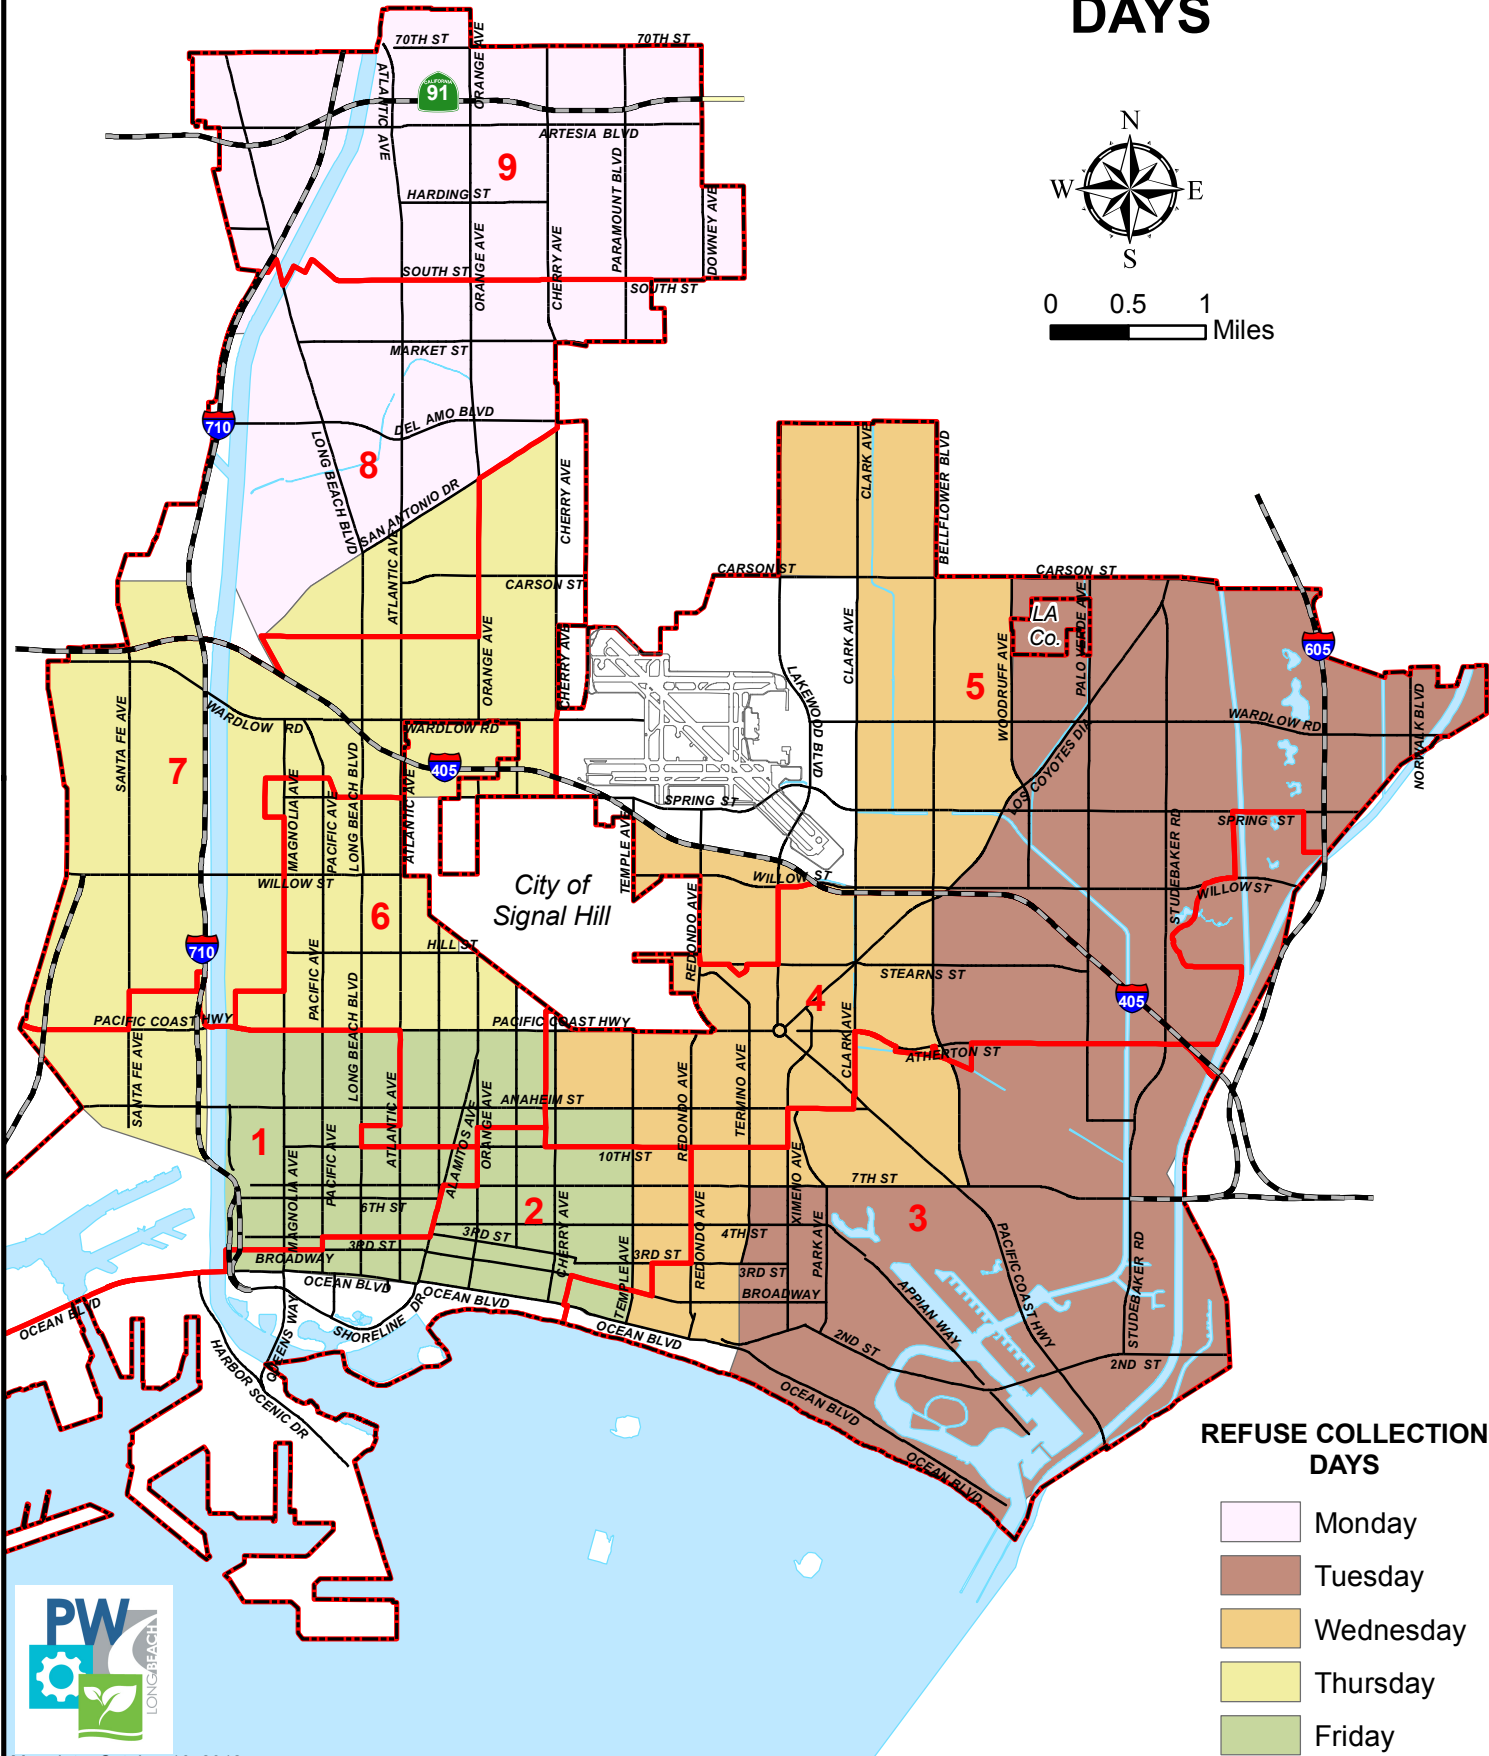 DAYS
70TH ST
70TH ST
ORANGE AVE
ATLANTIC AVE
CALIFORNIA
91
ARTESIA BLVD
9
PARAMOUNT BLVD
HARDING ST
DOWNEY AVE
ORANGE AVE
CHERRY AVE
SOUTH ST
SOUTH ST
MARKET ST
N
W
E
S
0 0.5 1
Miles
710
DEL AMO BLVD
LONG BEACH BLVD
8
SAN ANTONIO DR
CHERRY AVE
CLARK AVE
BELLFLOWER BLVD
ATLANTIC AVE
CARSON ST
CARSON ST
CARSON ST
LA
Co.
PALO VERDE AVE
605
ORANGE AVE
CHERRY AVE
CLARK AVE
WOODRUFF AVE
5
LAKEWOOD BLVD
SANTA FE AVE
WARDLOW RD
WARDLOW RD
WARDLOW RD
NORWALK BLVD
7
405
MAGNOLIA AVE
PACIFIC AVE
LONG BEACH BLVD
ATLANTIC AVE
LOS COYOTES DIA
SPRING ST
SPRING ST
TEMPLE AVE
STUDEBAKER RD
WILLOW ST
WILLOW ST
WILLOW ST
City of
Signal Hill
6
REDONDO AVE
HILL ST
710
PACIFIC AVE
LONG BEACH BLVD
STEARNS ST
4
405
PACIFIC COAST HWY
PACIFIC COAST HWY
CLARK AVE
ATHERTON ST
SANTA FE AVE
ATLANTIC AVE
ALAMITOS AVE
ORANGE AVE
ANAHEIM ST
REDONDO AVE
TERMINO AVE
1
MAGNOLIA AVE
PACIFIC AVE
10TH ST
7TH ST
6TH ST
2
CHERRY AVE
TEMPLE AVE
REDONDO AVE
XIMENO AVE
PARK AVE
3
PACIFIC COAST HWY
STUDEBAKER RD
3RD ST
3RD ST
3RD ST
4TH ST
3RD ST
BROADWAY
BROADWAY
OCEAN BLVD
OCEAN BLVD
OCEAN BLVD
OCEAN BLVD
QUEENS WAY
SHORELINE DR
HARBOR SCENIC DR
APPIAN WAY
2ND ST
2ND ST
OCEAN BLVD
OCEAN BLVD
REFUSE COLLECTION
DAYS
Monday
Tuesday
Wednesday
Thursday
Friday
PW
LONG BEACH